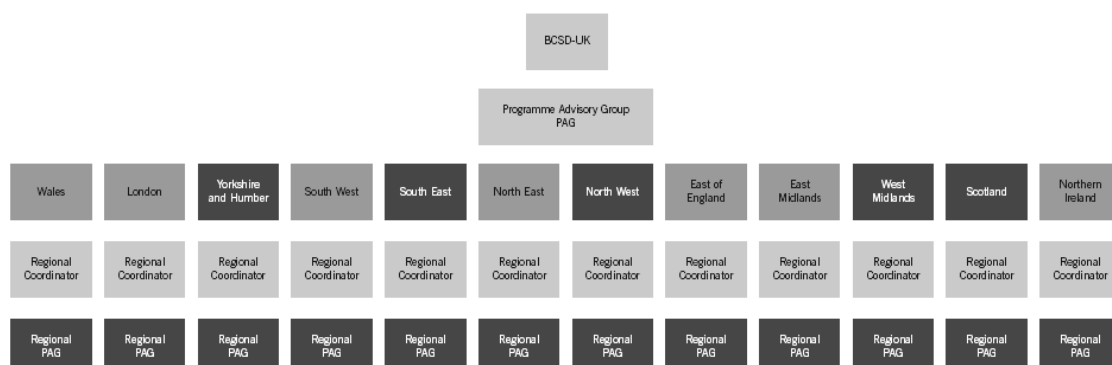 BCSD-UK
Programme Advisory Group
PAG
Wales
London
Yorkshire
and Humber
South West
South East
North East
North West
East of
England
East
Midlands
West
Midlands
Scotland
Northern
Ireland
Regional
Coordinator
Regional
Coordinator
Regional
Coordinator
Regional
Coordinator
Regional
Coordinator
Regional
Coordinator
Regional
Coordinator
Regional
Coordinator
Regional
Coordinator
Regional
Coordinator
Regional
Coordinator
Regional
Coordinator
Regional
PAG
Regional
PAG
Regional
PAG
Regional
PAG
Regional
PAG
Regional
PAG
Regional
PAG
Regional
PAG
Regional
PAG
Regional
PAG
Regional
PAG
Regional
PAG